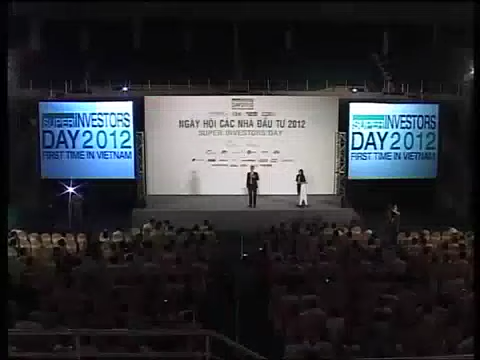 SUPER INVESTORS
DAY 2012
FIRST TIME IN VIETNAM
NGÀY HỘI CÁC NHÀ ĐẦU TƯ 2012
SUPER INVESTORS DAY
SUPER INVESTORS
DAY 2012
FIRST TIME IN VIETNAM